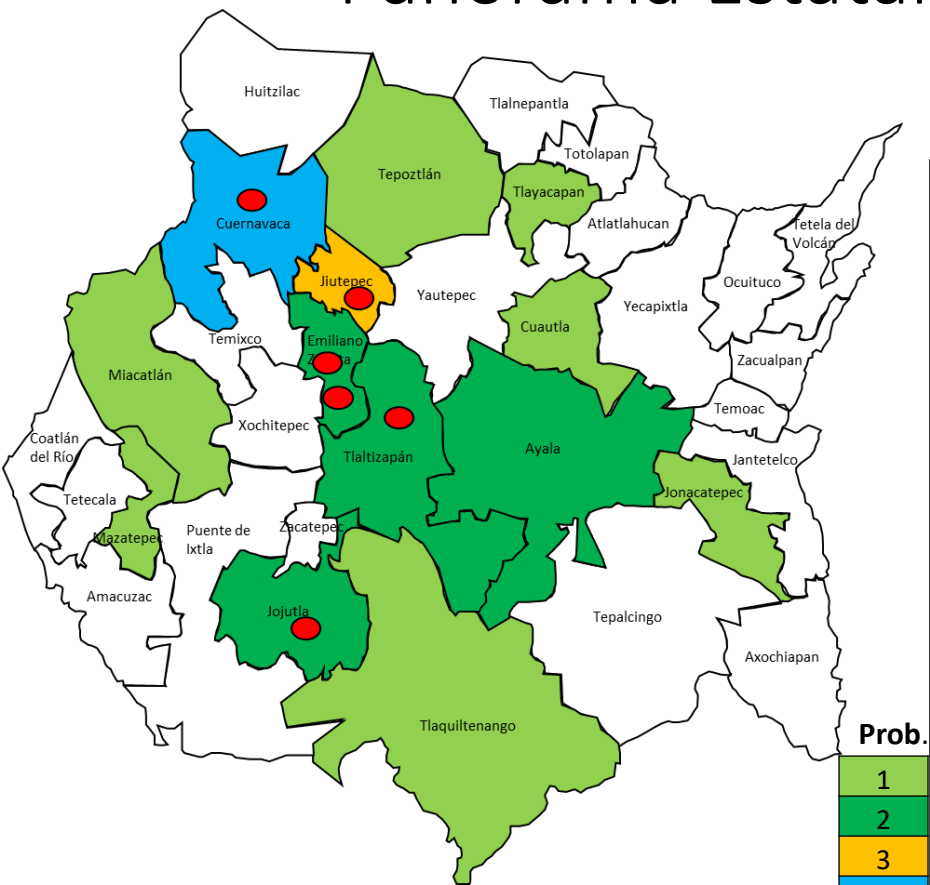 Panorama Estatal
Huitzilac
Tlalnepantla
Totolapan
Tepoztlán
Tlayacapan
Cuernavaca
Atlatlahucan
Tetela del
Volcán
Jiutepec
Yautepec
Ocuituco
Yecapixtla
Cuautla
Temixco
Emiliano
Zapata
Zacualpan
Miacatlán
Temoac
Xochitepec
Coatlán
del Río
Tlaltizapán
Ayala
Jantetelco
Tetecala
Jonacatepec
Puente de
Ixtla
Zacatepec
Mazatepec
Amacuzac
Jojutla
Tepalcingo
Axochiapan
Tlaquiltenango
Prob.
1
2
3